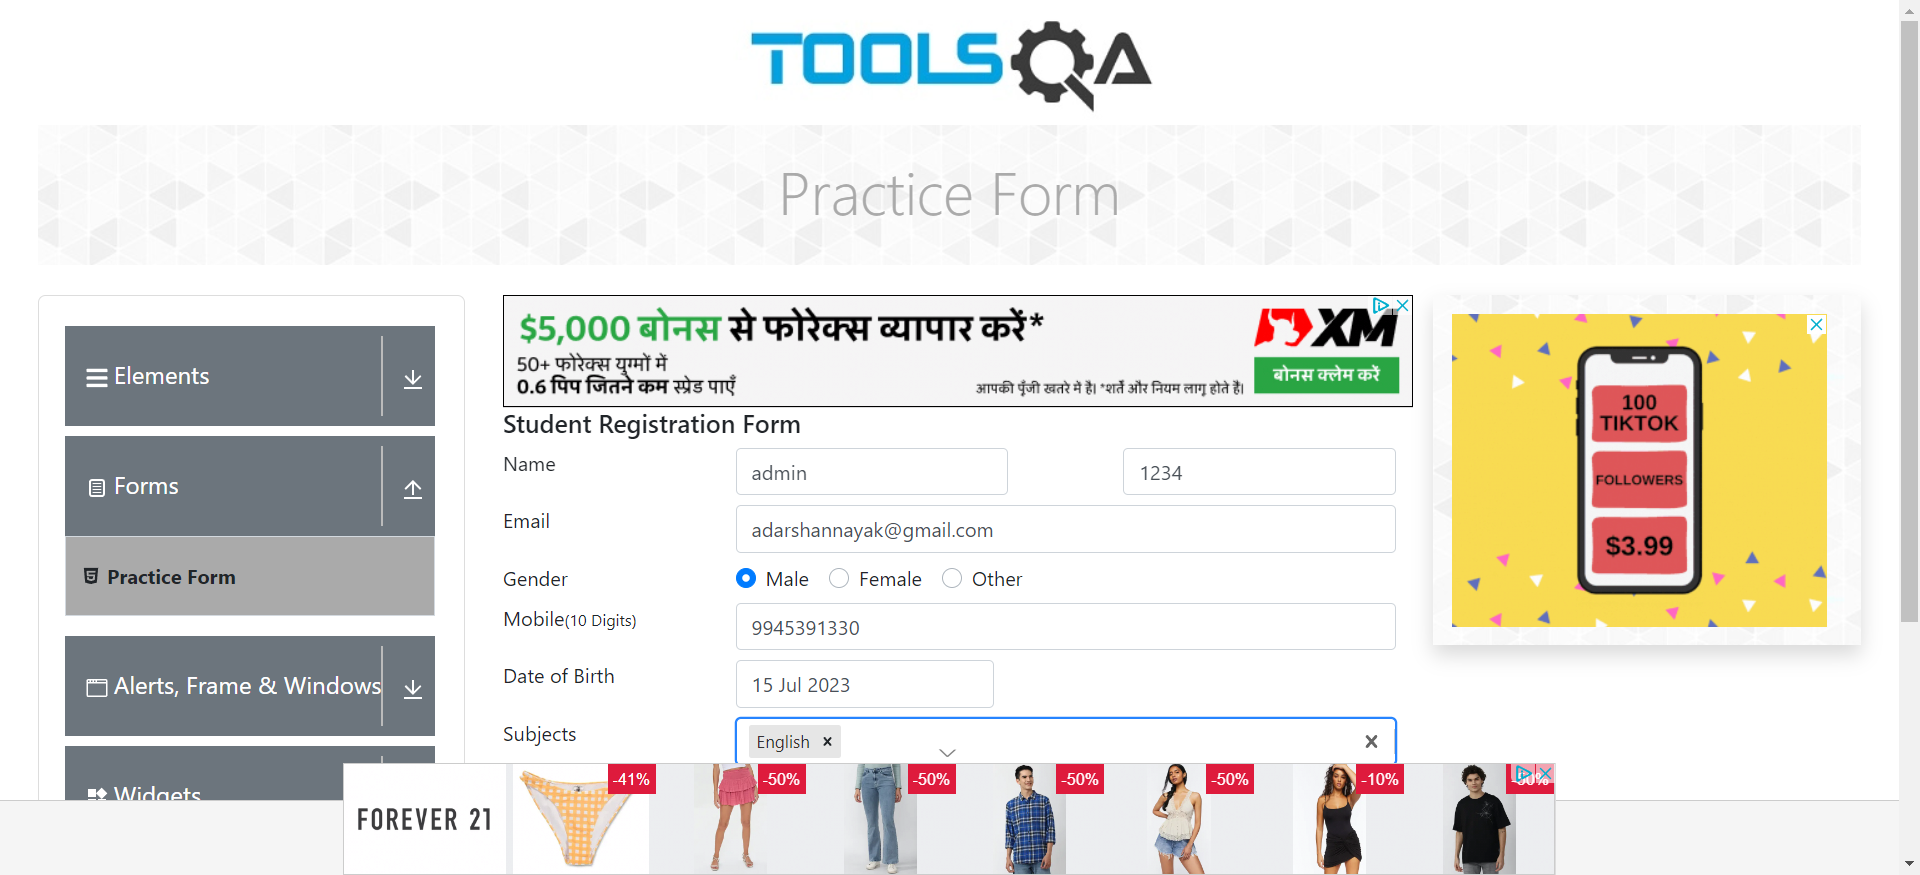 TOOLSQA
Practice Form
Elements
Forms
Practice Form
Alerts, Frame & Windows
Widgets
$5,000 बोनस से फोरेक्स व्यापार करें*
50+ फोरेक्स युग्मों में
0.6 पिप जितने कम स्प्रेड पाएँ
आपकी पूँजी खतरे में है। *शर्तें और नियम लागू होते हैं।
XM
बोनस क्लेम करें
Student Registration Form
Name admin 1234
Email adarshannayak@gmail.com
Gender Male Female Other
Mobile(10 Digits) 9945391330
Date of Birth 15 Jul 2023
Subjects English
100
TIKTOK
FOLLOWERS
$3.99
FOREVER 21
-41% -50% -50% -50% -50% -10%